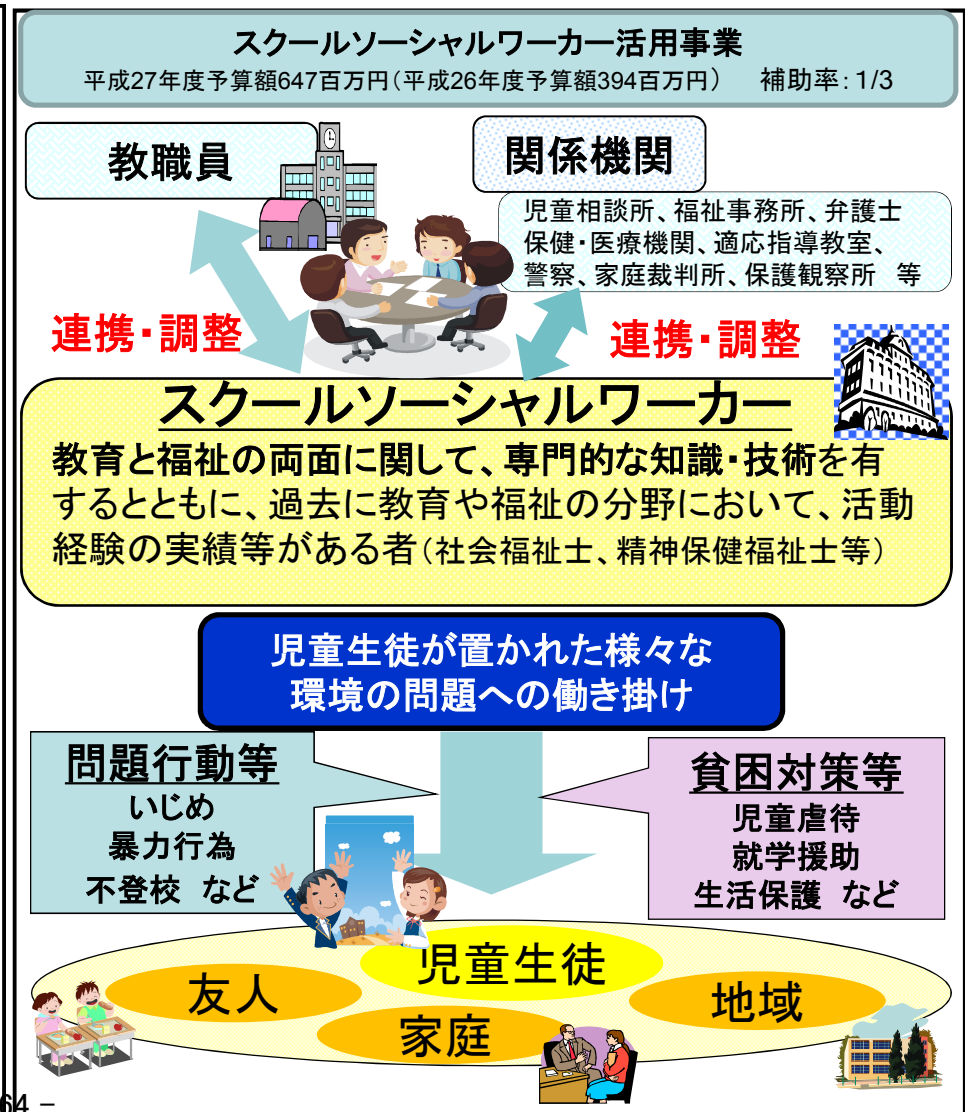 スクールソーシャルワーカー活用事業
平成27年度予算額647百万円(平成26年度予算額394百万円) 補助率:1/3
教職員
関係機関
児童相談所、福祉事務所、弁護士
保健・医療機関、適応指導教室、
警察、家庭裁判所、保護観察所 等
連携・調整
連携・調整
スクールソーシャルワーカー
教育と福祉の両面に関して、専門的な知識・技術を有
するとともに、過去に教育や福祉の分野において、活動
経験の実績等がある者(社会福祉士、精神保健福祉士等)
児童生徒が置かれた様々な
環境の問題への働き掛け
問題行動等
いじめ
暴力行為
不登校 など
貧困対策等
児童虐待
就学援助
生活保護 など
児童生徒
友人
地域
家庭
64 -